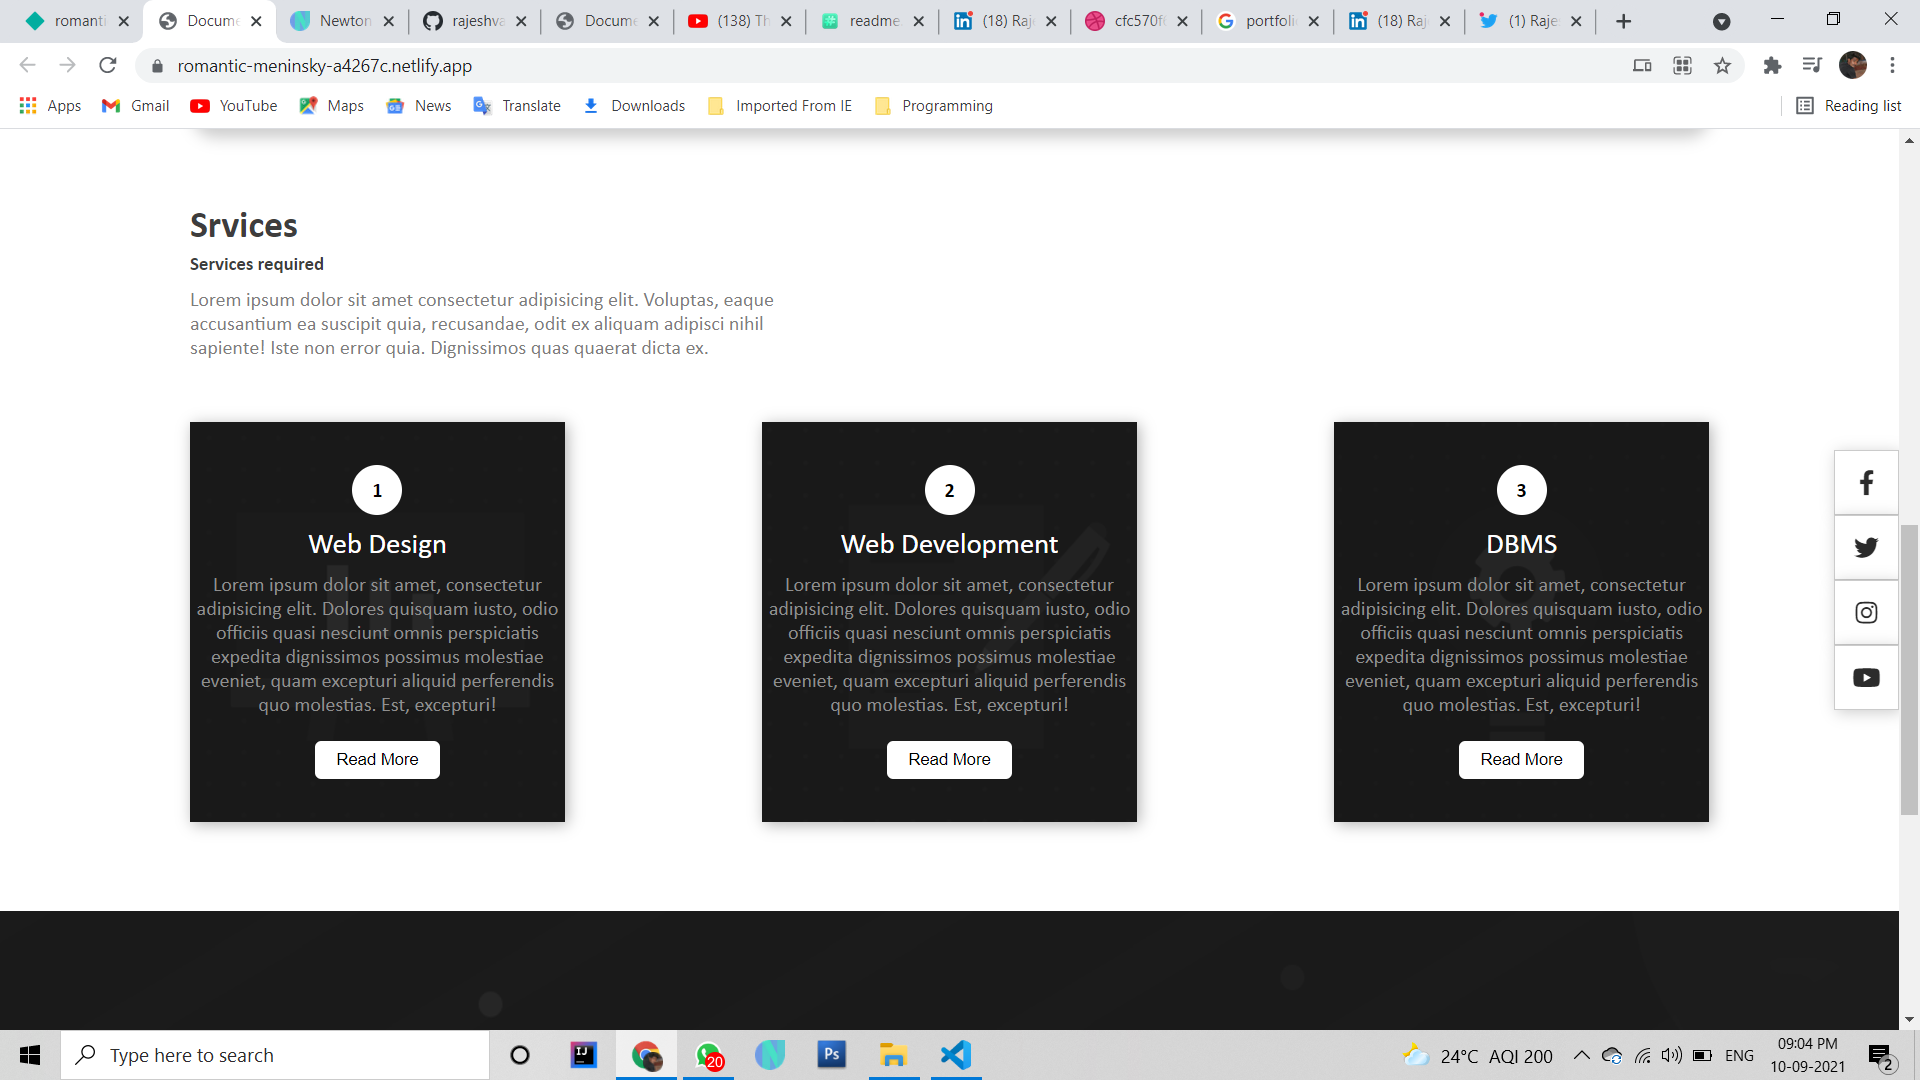 romanti
Docume
Newton
rajeshva
Docume
(138) Th
readme.
(18) Raj
cfc570f
portfoli
(18) Raj
(1) Raje
romantic-meninsky-a4267c.netlify.app
Apps
Gmail
YouTube
Maps
News
Translate
Downloads
Imported From IE
Programming
Reading list
Srvices
Services required
Lorem ipsum dolor sit amet consectetur adipisicing elit. Voluptas, eaque
accusantium ea suscipit quia, recusandae, odit ex aliquam adipisci nihil
sapiente! Iste non error quia. Dignissimos quas quaerat dicta ex.
1
Web Design
Lorem ipsum dolor sit amet, consectetur
adipisicing elit. Dolores quisquam iusto, odio
officiis quasi nesciunt omnis perspiciatis
expedita dignissimos possimus molestiae
eveniet, quam excepturi aliquid perferendis
quo molestias. Est, excepturi!
Read More
2
Web Development
Lorem ipsum dolor sit amet, consectetur
adipisicing elit. Dolores quisquam iusto, odio
officiis quasi nesciunt omnis perspiciatis
expedita dignissimos possimus molestiae
eveniet, quam excepturi aliquid perferendis
quo molestias. Est, excepturi!
Read More
3
DBMS
Lorem ipsum dolor sit amet, consectetur
adipisicing elit. Dolores quisquam iusto, odio
officiis quasi nesciunt omnis perspiciatis
expedita dignissimos possimus molestiae
eveniet, quam excepturi aliquid perferendis
quo molestias. Est, excepturi!
Read More
Type here to search
IJ
20
Ps
24°C AQI 200
ENG
09:04 PM
10-09-2021
2